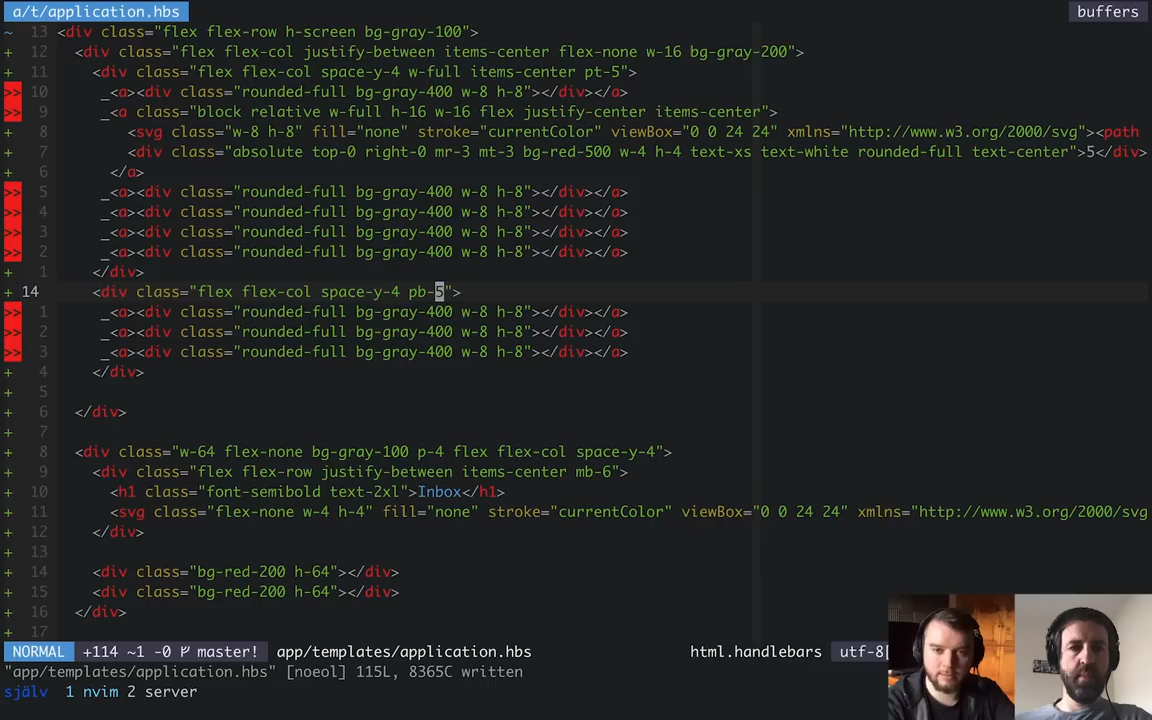 a/t/application.hbs buffers
~ 13 <div class="flex flex-row h-screen bg-gray-100">
+ 12 <div class="flex flex-col justify-between items-center flex-none w-16 bg-gray-200">
+ 11 <div class="flex flex-col space-y-4 w-full items-center pt-5">
>> 10 _<a><div class="rounded-full bg-gray-400 w-8 h-8"></div></a>
>> 9 _<a class="block relative w-full h-16 w-16 flex justify-center items-center">
+ 8 <svg class="w-8 h-8" fill="none" stroke="currentColor" viewBox="0 0 24 24" xmlns="http://www.w3.org/2000/svg"><path
+ 7 <div class="absolute top-0 right-0 mr-3 mt-3 bg-red-500 w-4 h-4 text-xs text-white rounded-full text-center">5</div>
+ 6 </a>
>> 5 _<a><div class="rounded-full bg-gray-400 w-8 h-8"></div></a>
>> 4 _<a><div class="rounded-full bg-gray-400 w-8 h-8"></div></a>
>> 3 _<a><div class="rounded-full bg-gray-400 w-8 h-8"></div></a>
>> 2 _<a><div class="rounded-full bg-gray-400 w-8 h-8"></div></a>
+ 1 </div>
+ 14 <div class="flex flex-col space-y-4 pb-5">
>> 1 _<a><div class="rounded-full bg-gray-400 w-8 h-8"></div></a>
>> 2 _<a><div class="rounded-full bg-gray-400 w-8 h-8"></div></a>
>> 3 _<a><div class="rounded-full bg-gray-400 w-8 h-8"></div></a>
+ 4 </div>
+ 5
+ 6 </div>
+ 7
+ 8 <div class="w-64 flex-none bg-gray-100 p-4 flex flex-col space-y-4">
+ 9 <div class="flex flex-row justify-between items-center mb-6">
+ 10 <h1 class="font-semibold text-2xl">Inbox</h1>
+ 11 <svg class="flex-none w-4 h-4" fill="none" stroke="currentColor" viewBox="0 0 24 24" xmlns="http://www.w3.org/2000/svg
+ 12 </div>
+ 13
+ 14 <div class="bg-red-200 h-64"></div>
+ 15 <div class="bg-red-200 h-64"></div>
+ 16 </div>
+ 17
NORMAL +114 ~1 -0 master! app/templates/application.hbs html.handlebars utf-8[
"app/templates/application.hbs" [noeol] 115L, 8365C written
själv 1 nvim 2 server